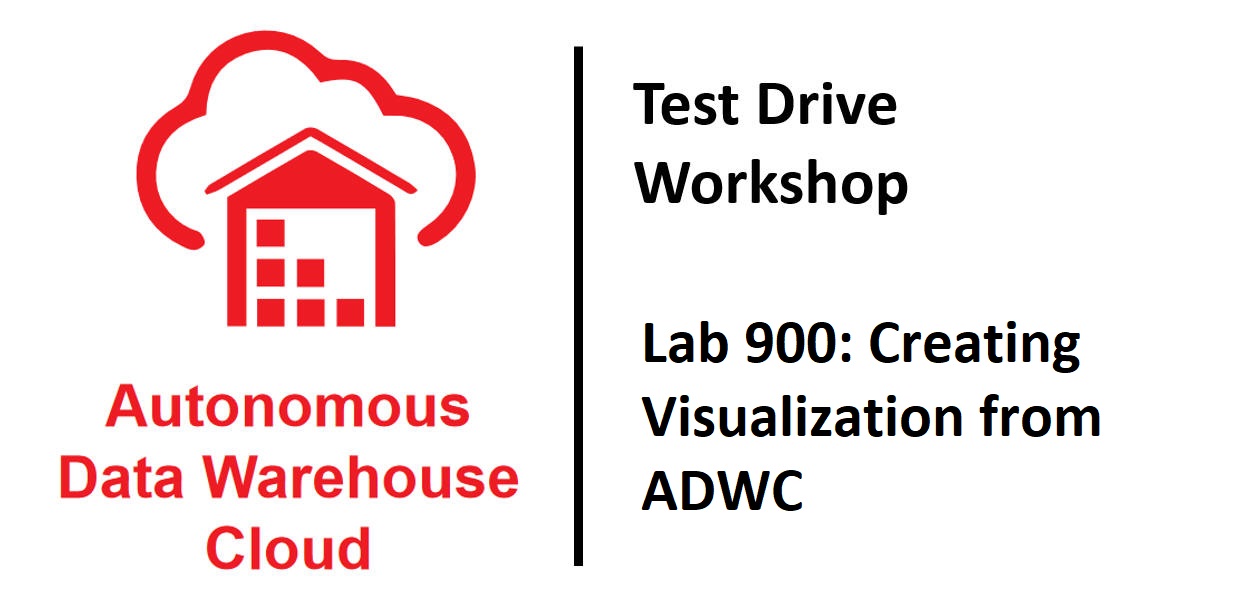 Autonomous
Data Warehouse
Cloud
Test Drive
Workshop
Lab 900: Creating
Visualization from
ADWC